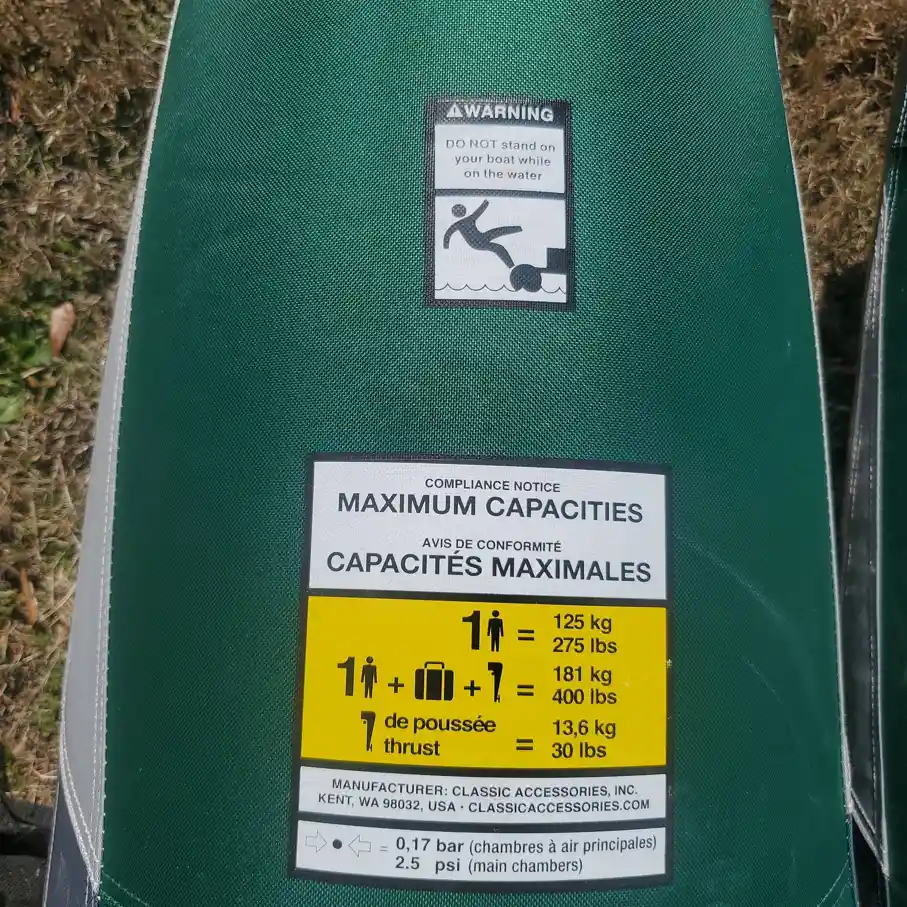 WARNING
DO NOT stand on
your boat while
on the water
COMPLIANCE NOTICE
MAXIMUM CAPACITIES
AVIS DE CONFORMITÉ
CAPACITÉS MAXIMALES
1 = 125 kg
275 lbs
1 + + = 181 kg
400 lbs
de poussée 13,6 kg
thrust = 30 lbs
MANUFACTURER: CLASSIC ACCESSORIES, INC.
KENT, WA 98032, USA · CLASSICACCESSORIES.COM
= 0,17 bar (chambres à air principales)
2.5 psi (main chambers)